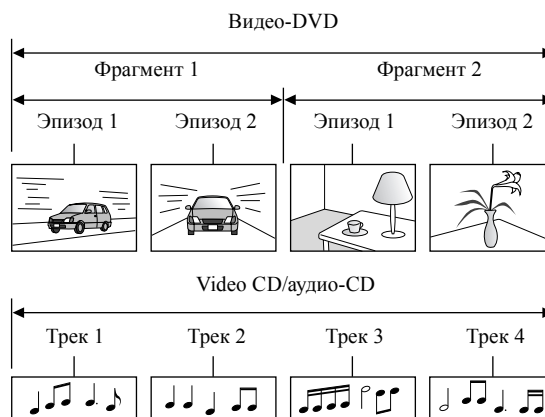 Видео-DVD
Фрагмент 1 Фрагмент 2
Эпизод 1 Эпизод 2 Эпизод 1 Эпизод 2
Video CD/аудио-CD
Трек 1 Трек 2 Трек 3 Трек 4